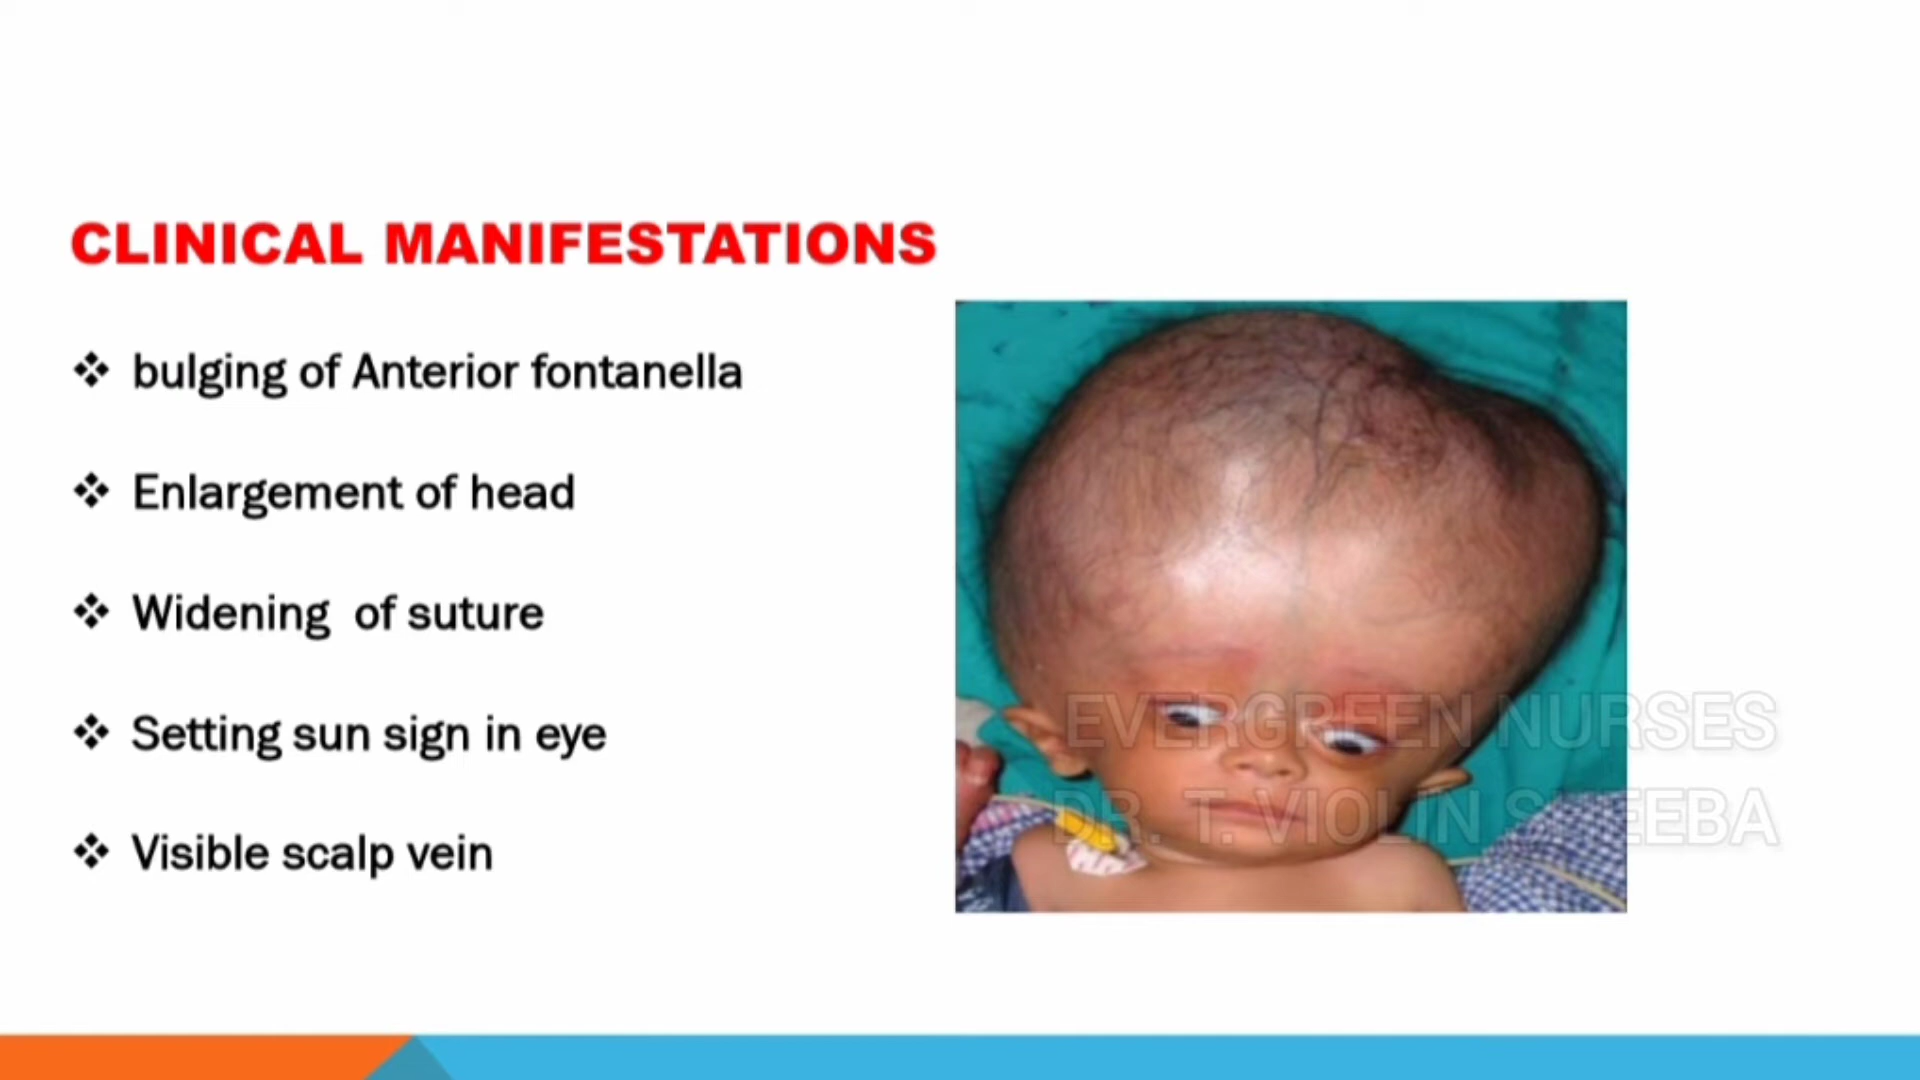 CLINICAL MANIFESTATIONS
❖ bulging of Anterior fontanella
❖ Enlargement of head
❖ Widening of suture
❖ Setting sun sign in eye
❖ Visible scalp vein
EVERGREEN NURSES
DR. T. VIOLIN SHEEBA